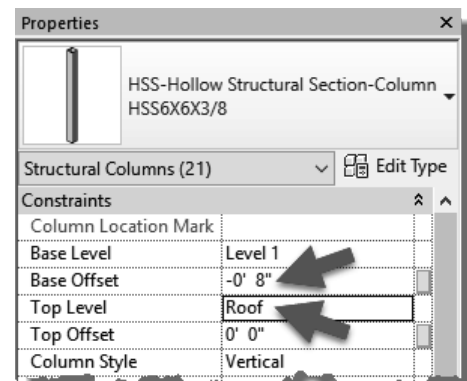 Properties ×
HSS-Hollow Structural Section-Column
HSS6X6X3/8
Structural Columns (21) Edit Type
Constraints
Column Location Mark
Base Level Level 1
Base Offset -0' 8"
Top Level Roof
Top Offset 0' 0"
Column Style Vertical